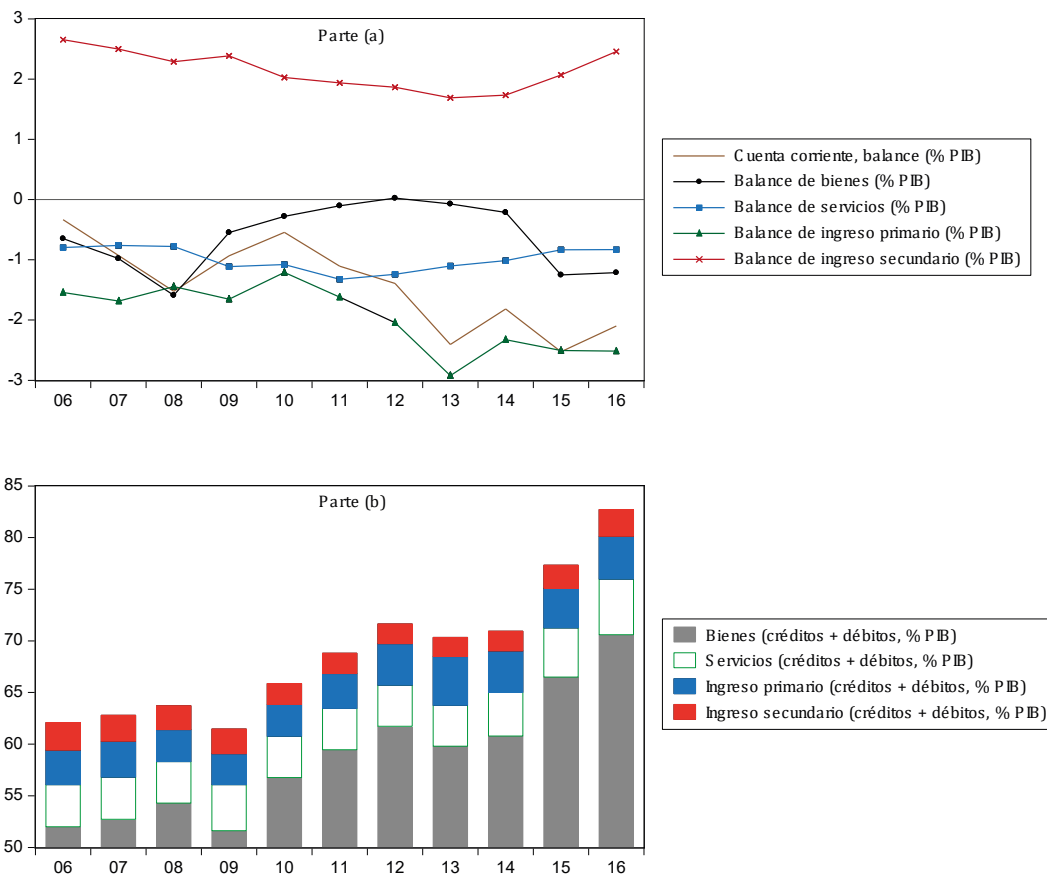 Parte (a)
3
2
1
0
-1
-2
-3
06 07 08 09 10 11 12 13 14 15 16
Cuenta corriente, balance (% PIB)
Balance de bienes (% PIB)
Balance de servicios (% PIB)
Balance de ingreso primario (% PIB)
Balance de ingreso secundario (% PIB)
Parte (b)
85
80
75
70
65
60
55
50
06 07 08 09 10 11 12 13 14 15 16
Bienes (créditos + débitos, % PIB)
Servicios (créditos + débitos, % PIB)
Ingreso primario (créditos + débitos, % PIB)
Ingreso secundario (créditos + débitos, % PIB)